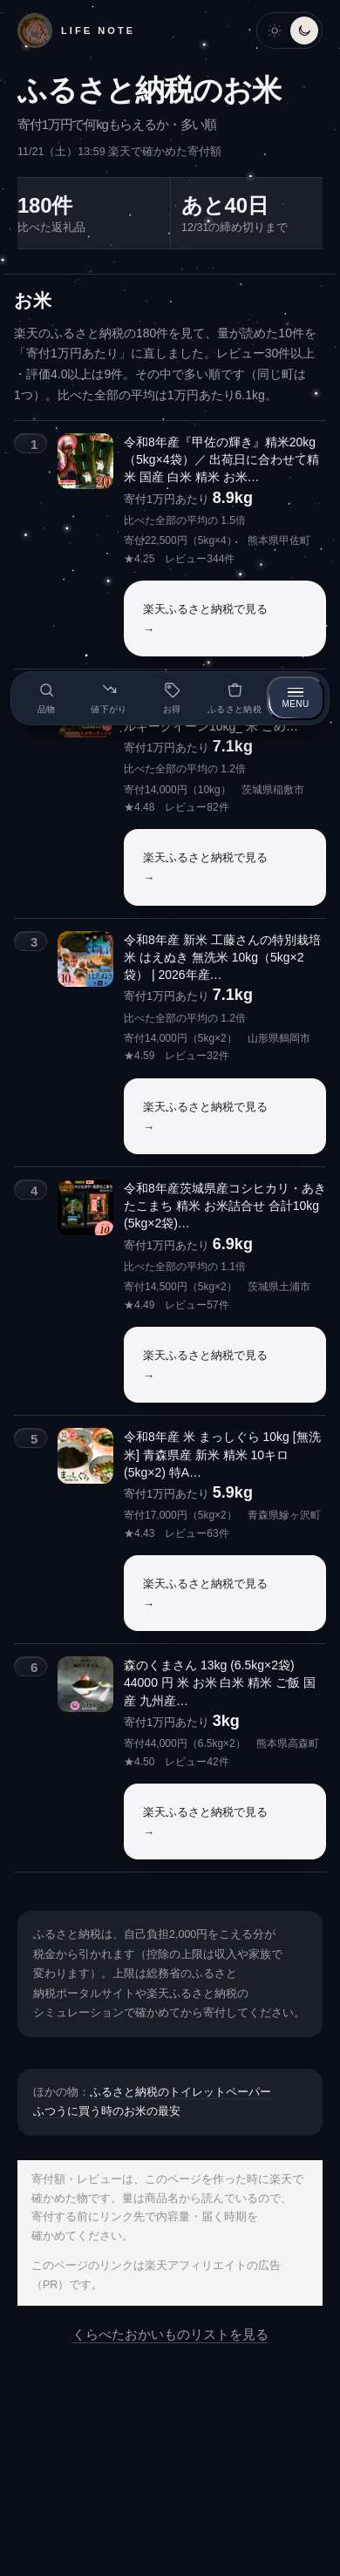 LIFE NOTE
ふるさと納税のお米
寄付1万円で何kgもらえるか・多い順
11/21（土）13:59 楽天で確かめた寄付額
180件
比べた返礼品
あと40日
12/31の締め切りまで
お米
楽天のふるさと納税の180件を見て、量が読めた10件を
「寄付1万円あたり」に直しました。レビュー30件以上
・評価4.0以上は9件。その中で多い順です（同じ町は
1つ）。比べた全部の平均は1万円あたり6.1kg。
1
令和8年産『甲佐の輝き』精米20kg
（5kg×4袋）／ 出荷日に合わせて精
米 国産 白米 精米 お米…
寄付1万円あたり 8.9kg
比べた全部の平均の 1.5倍
寄付22,500円（5kg×4）　熊本県甲佐町
★4.25　レビュー344件
楽天ふるさと納税で見る
→
品物
値下がり
お得
ふるさと納税
MENU
ルキークイーン10kg_ 米 こめ…
寄付1万円あたり 7.1kg
比べた全部の平均の 1.2倍
寄付14,000円（10kg）　茨城県稲敷市
★4.48　レビュー82件
楽天ふるさと納税で見る
→
3
令和8年産 新米 工藤さんの特別栽培
米 はえぬき 無洗米 10kg（5kg×2
袋） | 2026年産…
寄付1万円あたり 7.1kg
比べた全部の平均の 1.2倍
寄付14,000円（5kg×2）　山形県鶴岡市
★4.59　レビュー32件
楽天ふるさと納税で見る
→
4
令和8年産茨城県産コシヒカリ・あき
たこまち 精米 お米詰合せ 合計10kg
(5kg×2袋)…
寄付1万円あたり 6.9kg
比べた全部の平均の 1.1倍
寄付14,500円（5kg×2）　茨城県土浦市
★4.49　レビュー57件
楽天ふるさと納税で見る
→
5
まっしぐら
令和8年産 米 まっしぐら 10kg [無洗
米] 青森県産 新米 精米 10キロ
(5kg×2) 特A…
寄付1万円あたり 5.9kg
寄付17,000円（5kg×2）　青森県鰺ヶ沢町
★4.43　レビュー63件
楽天ふるさと納税で見る
→
6
森のくまさん 13kg (6.5kg×2袋)
44000 円 米 お米 白米 精米 ご飯 国
産 九州産…
寄付1万円あたり 3kg
寄付44,000円（6.5kg×2）　熊本県高森町
★4.50　レビュー42件
楽天ふるさと納税で見る
→
ふるさと納税は、自己負担2,000円をこえる分が
税金から引かれます（控除の上限は収入や家族で
変わります）。上限は総務省のふるさと
納税ポータルサイトや楽天ふるさと納税の
シミュレーションで確かめてから寄付してください。
ほかの物：ふるさと納税のトイレットペーパー
ふつうに買う時のお米の最安
寄付額・レビューは、このページを作った時に楽天で
確かめた物です。量は商品名から読んでいるので、
寄付する前にリンク先で内容量・届く時期を
確かめてください。
このページのリンクは楽天アフィリエイトの広告
（PR）です。
くらべたおかいものリストを見る